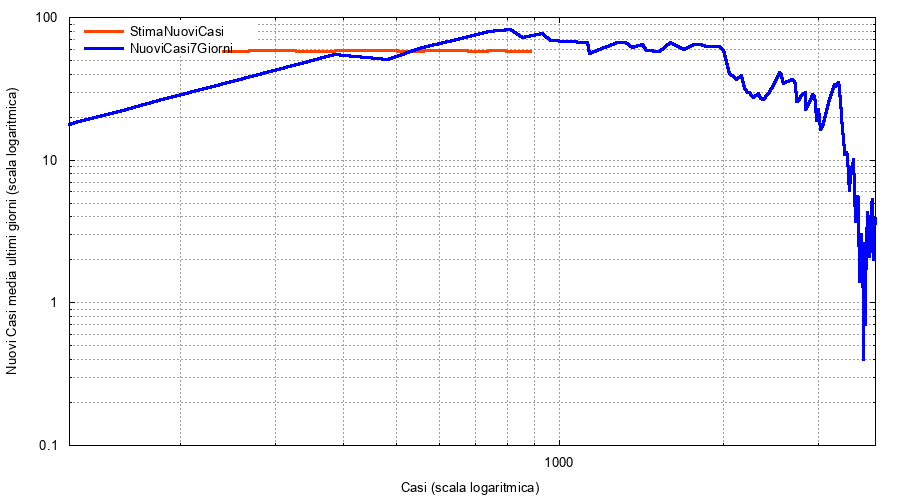 100
10
1
0.1
StimaNuoviCasi
NuoviCasi7Giorni
Nuovi Casi media ultimi giorni (scala logaritmica)
1000
Casi (scala logaritmica)